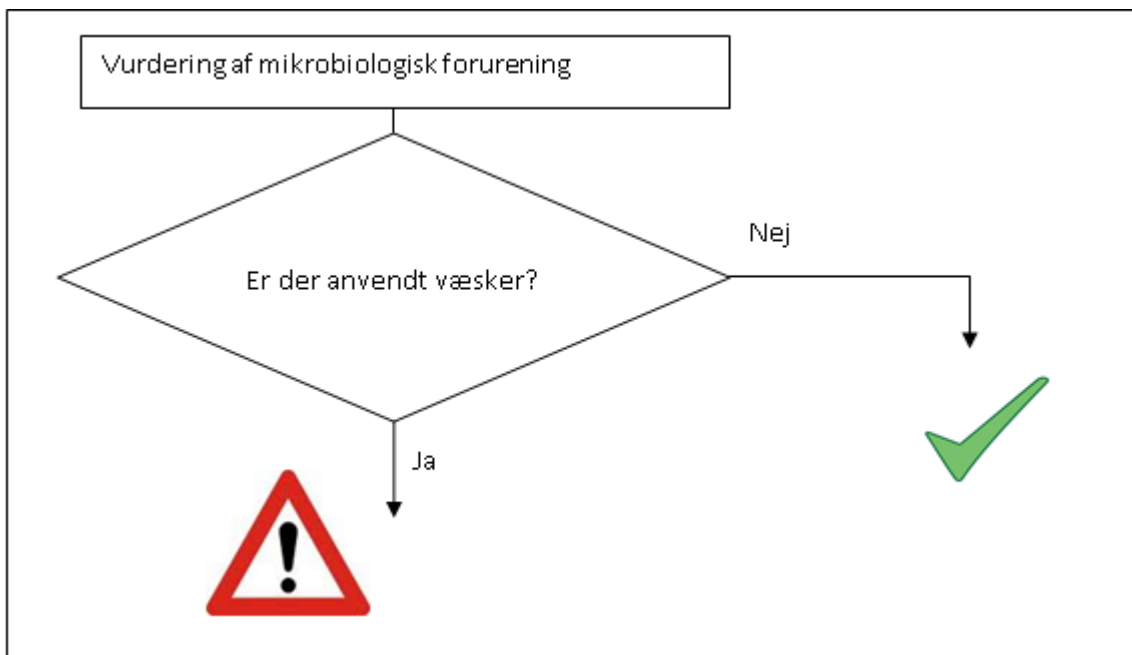 Vurdering af mikrobiologisk forurening
Nej
Er der anvendt væsker?
Ja